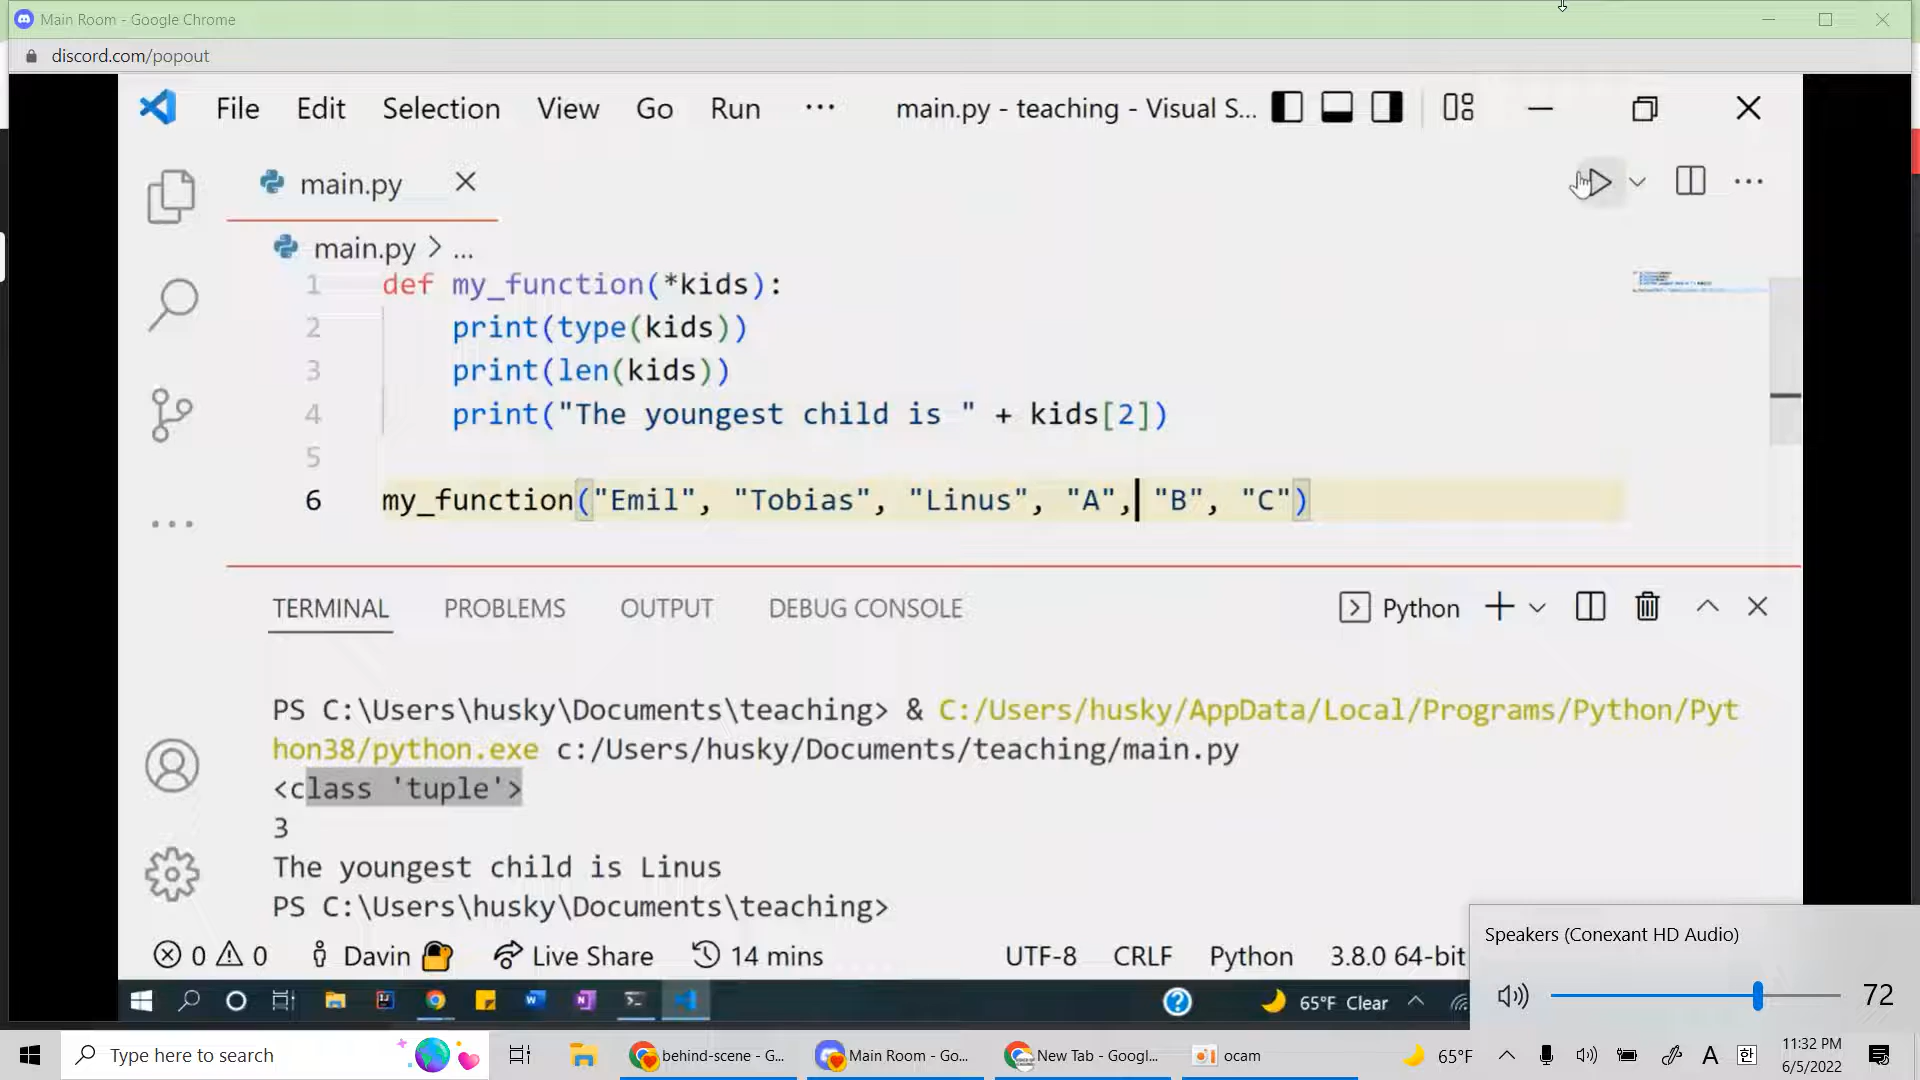 Main Room - Google Chrome
discord.com/popout
File Edit Selection View Go Run ··· main.py - teaching - Visual S...
main.py
main.py > ...
1 def my_function(*kids):
2 print(type(kids))
3 print(len(kids))
4 print("The youngest child is " + kids[2])
5
6 my_function("Emil", "Tobias", "Linus", "A", "B", "C")
TERMINAL PROBLEMS OUTPUT DEBUG CONSOLE Python
PS C:\Users\husky\Documents\teaching> & C:/Users/husky/AppData/Local/Programs/Python/Pyt
hon38/python.exe c:/Users/husky/Documents/teaching/main.py
<class 'tuple'>
3
The youngest child is Linus
PS C:\Users\husky\Documents\teaching>
0 0 Davin Live Share 14 mins UTF-8 CRLF Python 3.8.0 64-bit
Speakers (Conexant HD Audio)
72
65°F Clear
Type here to search behind-scene - G... Main Room - Go... New Tab - Googl... ocam 65°F A 한 11:32 PM
6/5/2022